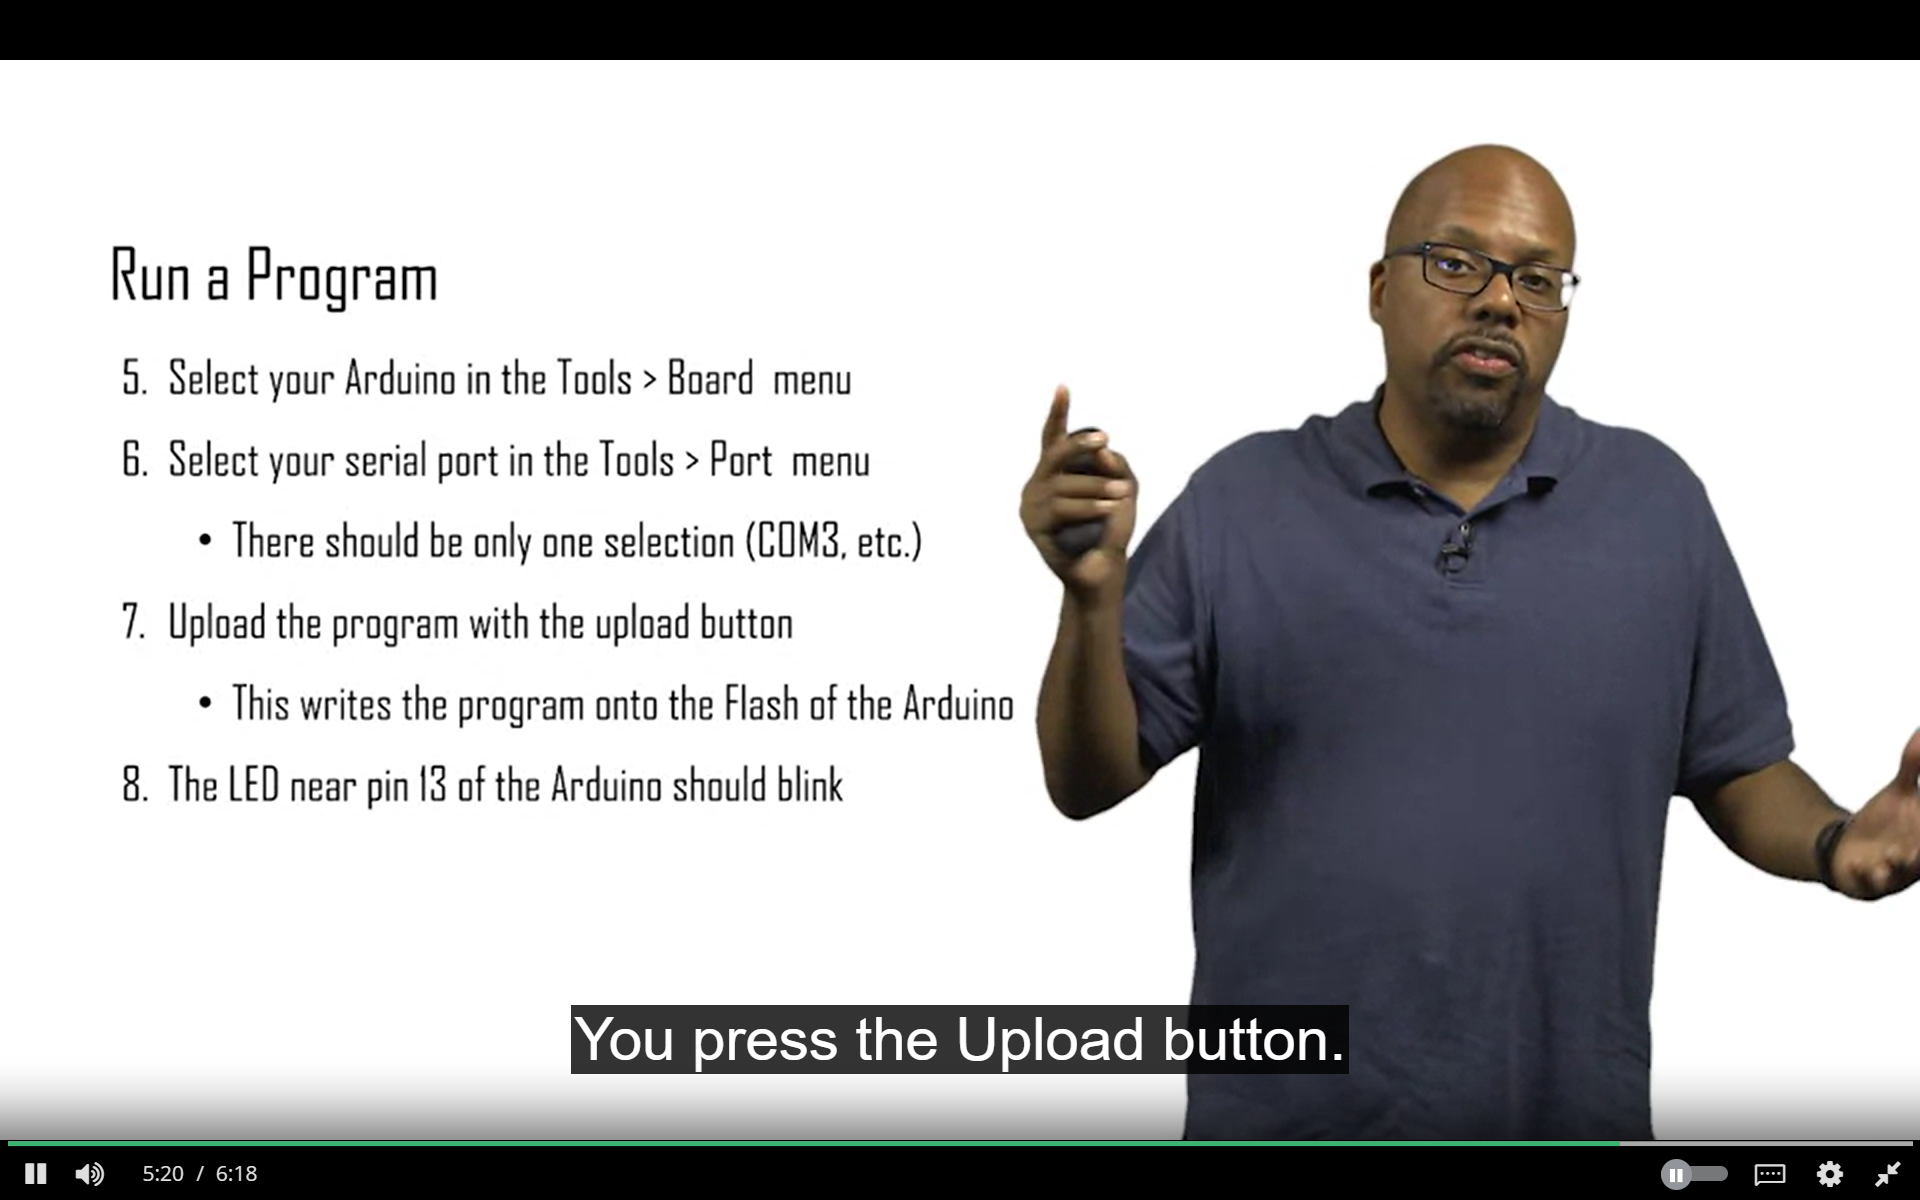 Run a Program
5. Select your Arduino in the Tools > Board menu
6. Select your serial port in the Tools > Port menu
• There should be only one selection (COM3, etc.)
7. Upload the program with the upload button
• This writes the program onto the Flash of the Arduino
8. The LED near pin 13 of the Arduino should blink
You press the Upload button.
5:20 / 6:18